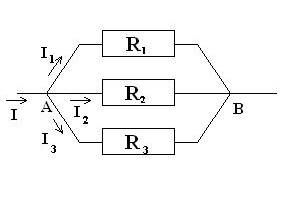 I₁ R₁
R₂
I A I₂ B
I₃ R₃